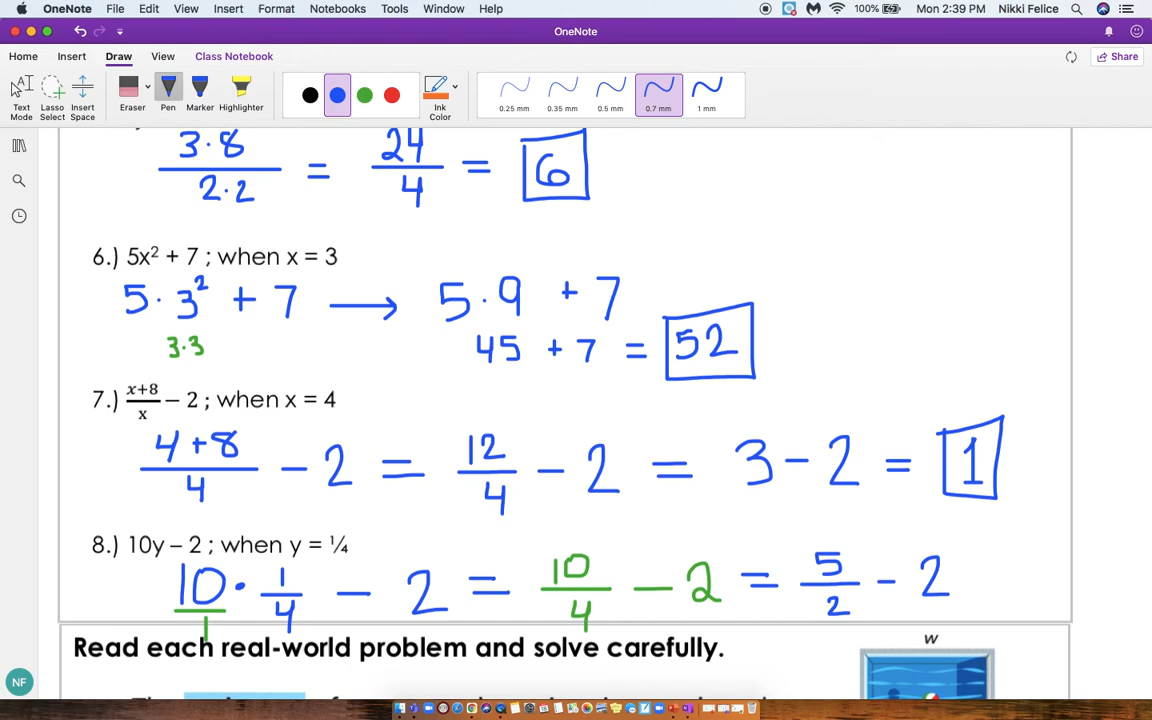 OneNote File Edit View Insert Format Notebooks Tools Window Help 100% Mon 2:39 PM Nikki Felice
OneNote
Home Insert Draw View Class Notebook Share
Text Mode Lasso Select Insert Space Eraser Pen Marker Highlighter Ink Color 0.25 mm 0.35 mm 0.5 mm 0.7 mm 1 mm
3·8/2·2 = 24/4 = 6
6.) 5x² + 7 ; when x = 3
5·3² + 7 → 5·9 + 7
3·3 45 + 7 = 52
7.) x+8/x − 2 ; when x = 4
4+8/4 − 2 = 12/4 − 2 = 3 − 2 = 1
8.) 10y – 2 ; when y = ¼
10/1 · 1/4 − 2 = 10/4 − 2 = 5/2 − 2
Read each real-world problem and solve carefully.
w
NF